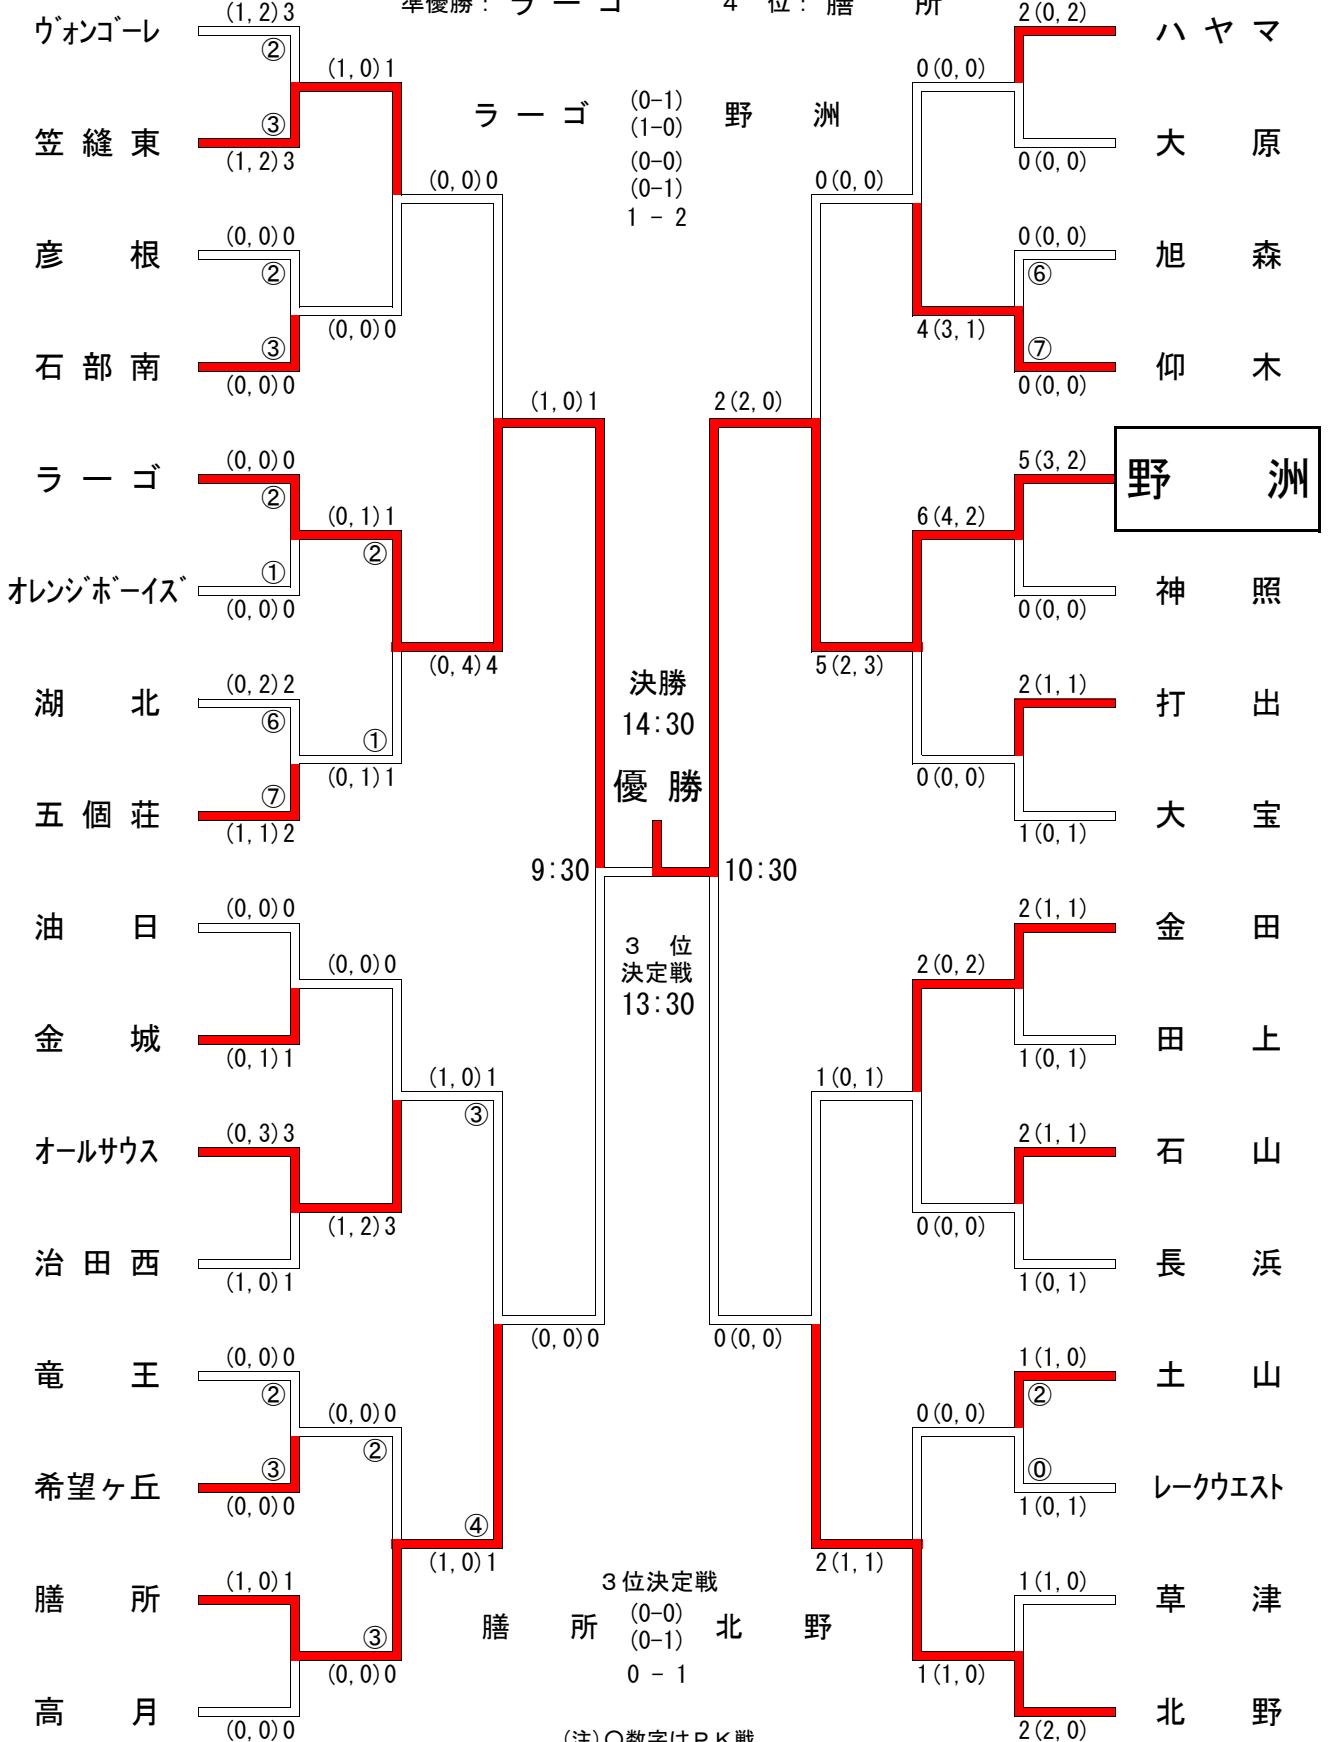 準優勝：ラーゴ　4　位：膳　所
ヴォンゴーレ (1,2)3 ②
笠縫東 ③ (1,2)3
(1,0)1
彦　根 (0,0)0 ②
石部南 ③ (0,0)0
(0,0)0
(0,0)0
ラーゴ (0,0)0 ②
オレンジボーイズ ① (0,0)0
(0,1)1 ②
湖　北 (0,2)2 ⑥
五個荘 ⑦ (1,1)2
① (0,1)1
(0,4)4
(1,0)1
油　日 (0,0)0
金　城 (0,1)1
(0,0)0
オールサウス (0,3)3
治田西 (1,0)1
(1,2)3
(1,0)1 ③
竜　王 (0,0)0 ②
希望ヶ丘 ③ (0,0)0
(0,0)0 ②
膳　所 (1,0)1
高　月 (0,0)0
③ (0,0)0
④ (1,0)1
(0,0)0
ラーゴ　野　洲
(0-1)
(1-0)
(0-0)
(0-1)
1 - 2
決勝
14:30
優勝
9:30　10:30
3　位
決定戦
13:30
3位決定戦
膳　所　北　野
(0-0)
(0-1)
0 - 1
(注)○数字はＰＫ戦
2(0,2) ハヤマ
0(0,0) 大　原
0(0,0)
0(0,0) ⑥ 旭　森
⑦ 0(0,0) 仰　木
4(3,1)
0(0,0)
5(3,2) 野　洲
0(0,0) 神　照
6(4,2)
2(1,1) 打　出
1(0,1) 大　宝
0(0,0)
5(2,3)
2(2,0)
2(1,1) 金　田
1(0,1) 田　上
2(0,2)
2(1,1) 石　山
1(0,1) 長　浜
0(0,0)
1(0,1)
1(1,0) ② 土　山
⓪ 1(0,1) レークウエスト
0(0,0)
1(1,0) 草　津
2(2,0) 北　野
1(1,0)
2(1,1)
0(0,0)